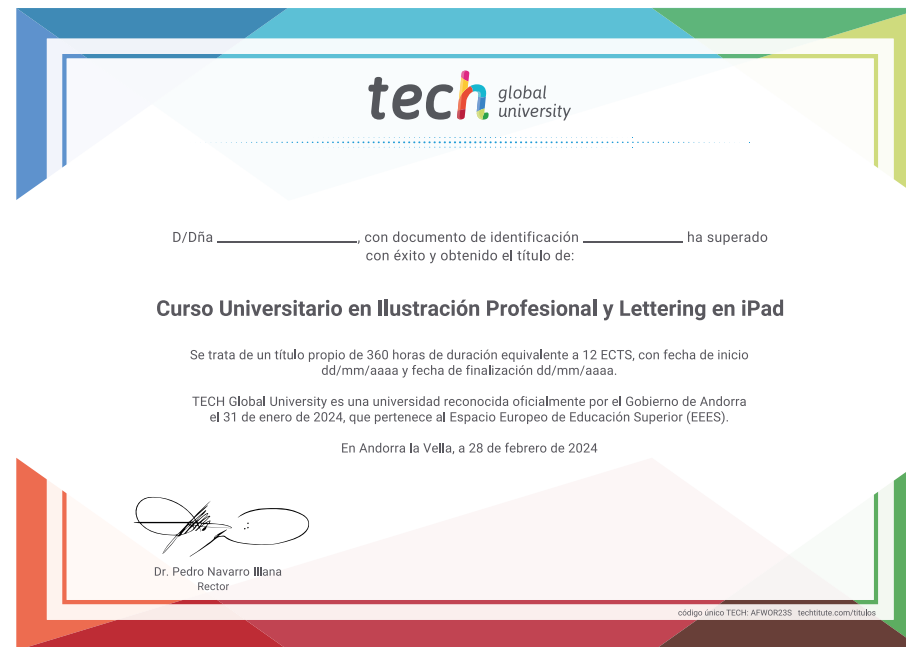 tech global
university
D/Dña ____________, con documento de identificación ____________ ha superado
con éxito y obtenido el título de:
Curso Universitario en Ilustración Profesional y Lettering en iPad
Se trata de un título propio de 360 horas de duración equivalente a 12 ECTS, con fecha de inicio
dd/mm/aaaa y fecha de finalización dd/mm/aaaa.
TECH Global University es una universidad reconocida oficialmente por el Gobierno de Andorra
el 31 de enero de 2024, que pertenece al Espacio Europeo de Educación Superior (EEES).
En Andorra la Vella, a 28 de febrero de 2024
Dr. Pedro Navarro Illana
Rector
código único TECH: AFWOR23S techtitute.com/titulos